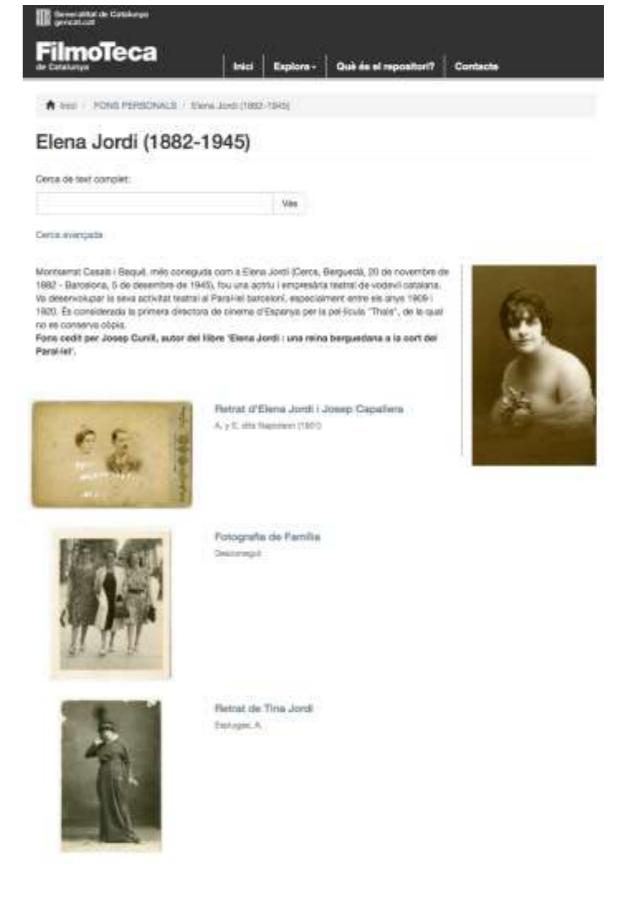 Generalitat de Catalunya
gencat.cat
FilmoTeca
de Catalunya
Inici Explora Què és el repositori? Contacte
Inici / FONS PERSONALS / Elena Jordi (1882-1945)
Elena Jordi (1882-1945)
Cerca de text complet:
Vés
Cerca avançada
Montserrat Casals i Baqué, més coneguda com a Elena Jordi (Cercs, Berguedà, 20 de novembre de
1882 - Barcelona, 5 de desembre de 1945), fou una actriu i empresària teatral de vodevil catalana.
Va desenvolupar la seva activitat teatral al Paral·lel barceloní, especialment entre els anys 1909 i
1920. És considerada la primera directora de cinema d'Espanya per la pel·lícula "Thais", de la qual
no es conserva còpia.
Fons cedit per Josep Cunill, autor del llibre 'Elena Jordi : una reina berguedana a la cort del
Paral·lel'.
Retrat d'Elena Jordi i Josep Capallera
A. y E. dits Napoleon (1901)
Fotografia de Família
Desconegut
Retrat de Tina Jordi
Esplugas, A.